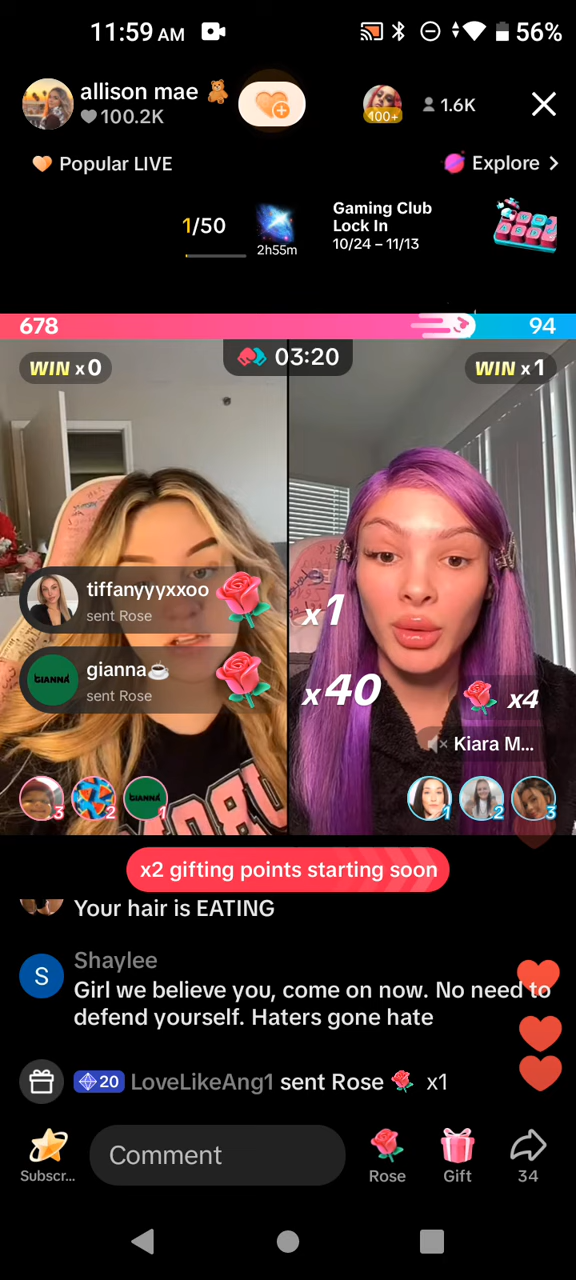 11:59 AM
56%
allison mae
100.2K
100+
1.6K
Popular LIVE
Explore >
1/50
2h55m
Gaming Club
Lock In
10/24 – 11/13
678
94
WIN x 0
03:20
WIN x 1
tiffanyyyxxoo
sent Rose
x1
gianna
sent Rose
GIANNA
x40
x4
Kiara M...
3
2
GIANNA
1
1
2
3
x2 gifting points starting soon
Your hair is EATING
S
Shaylee
Girl we believe you, come on now. No need to
defend yourself. Haters gone hate
20 LoveLikeAng1 sent Rose x1
Subscr...
Comment
Rose
Gift
34